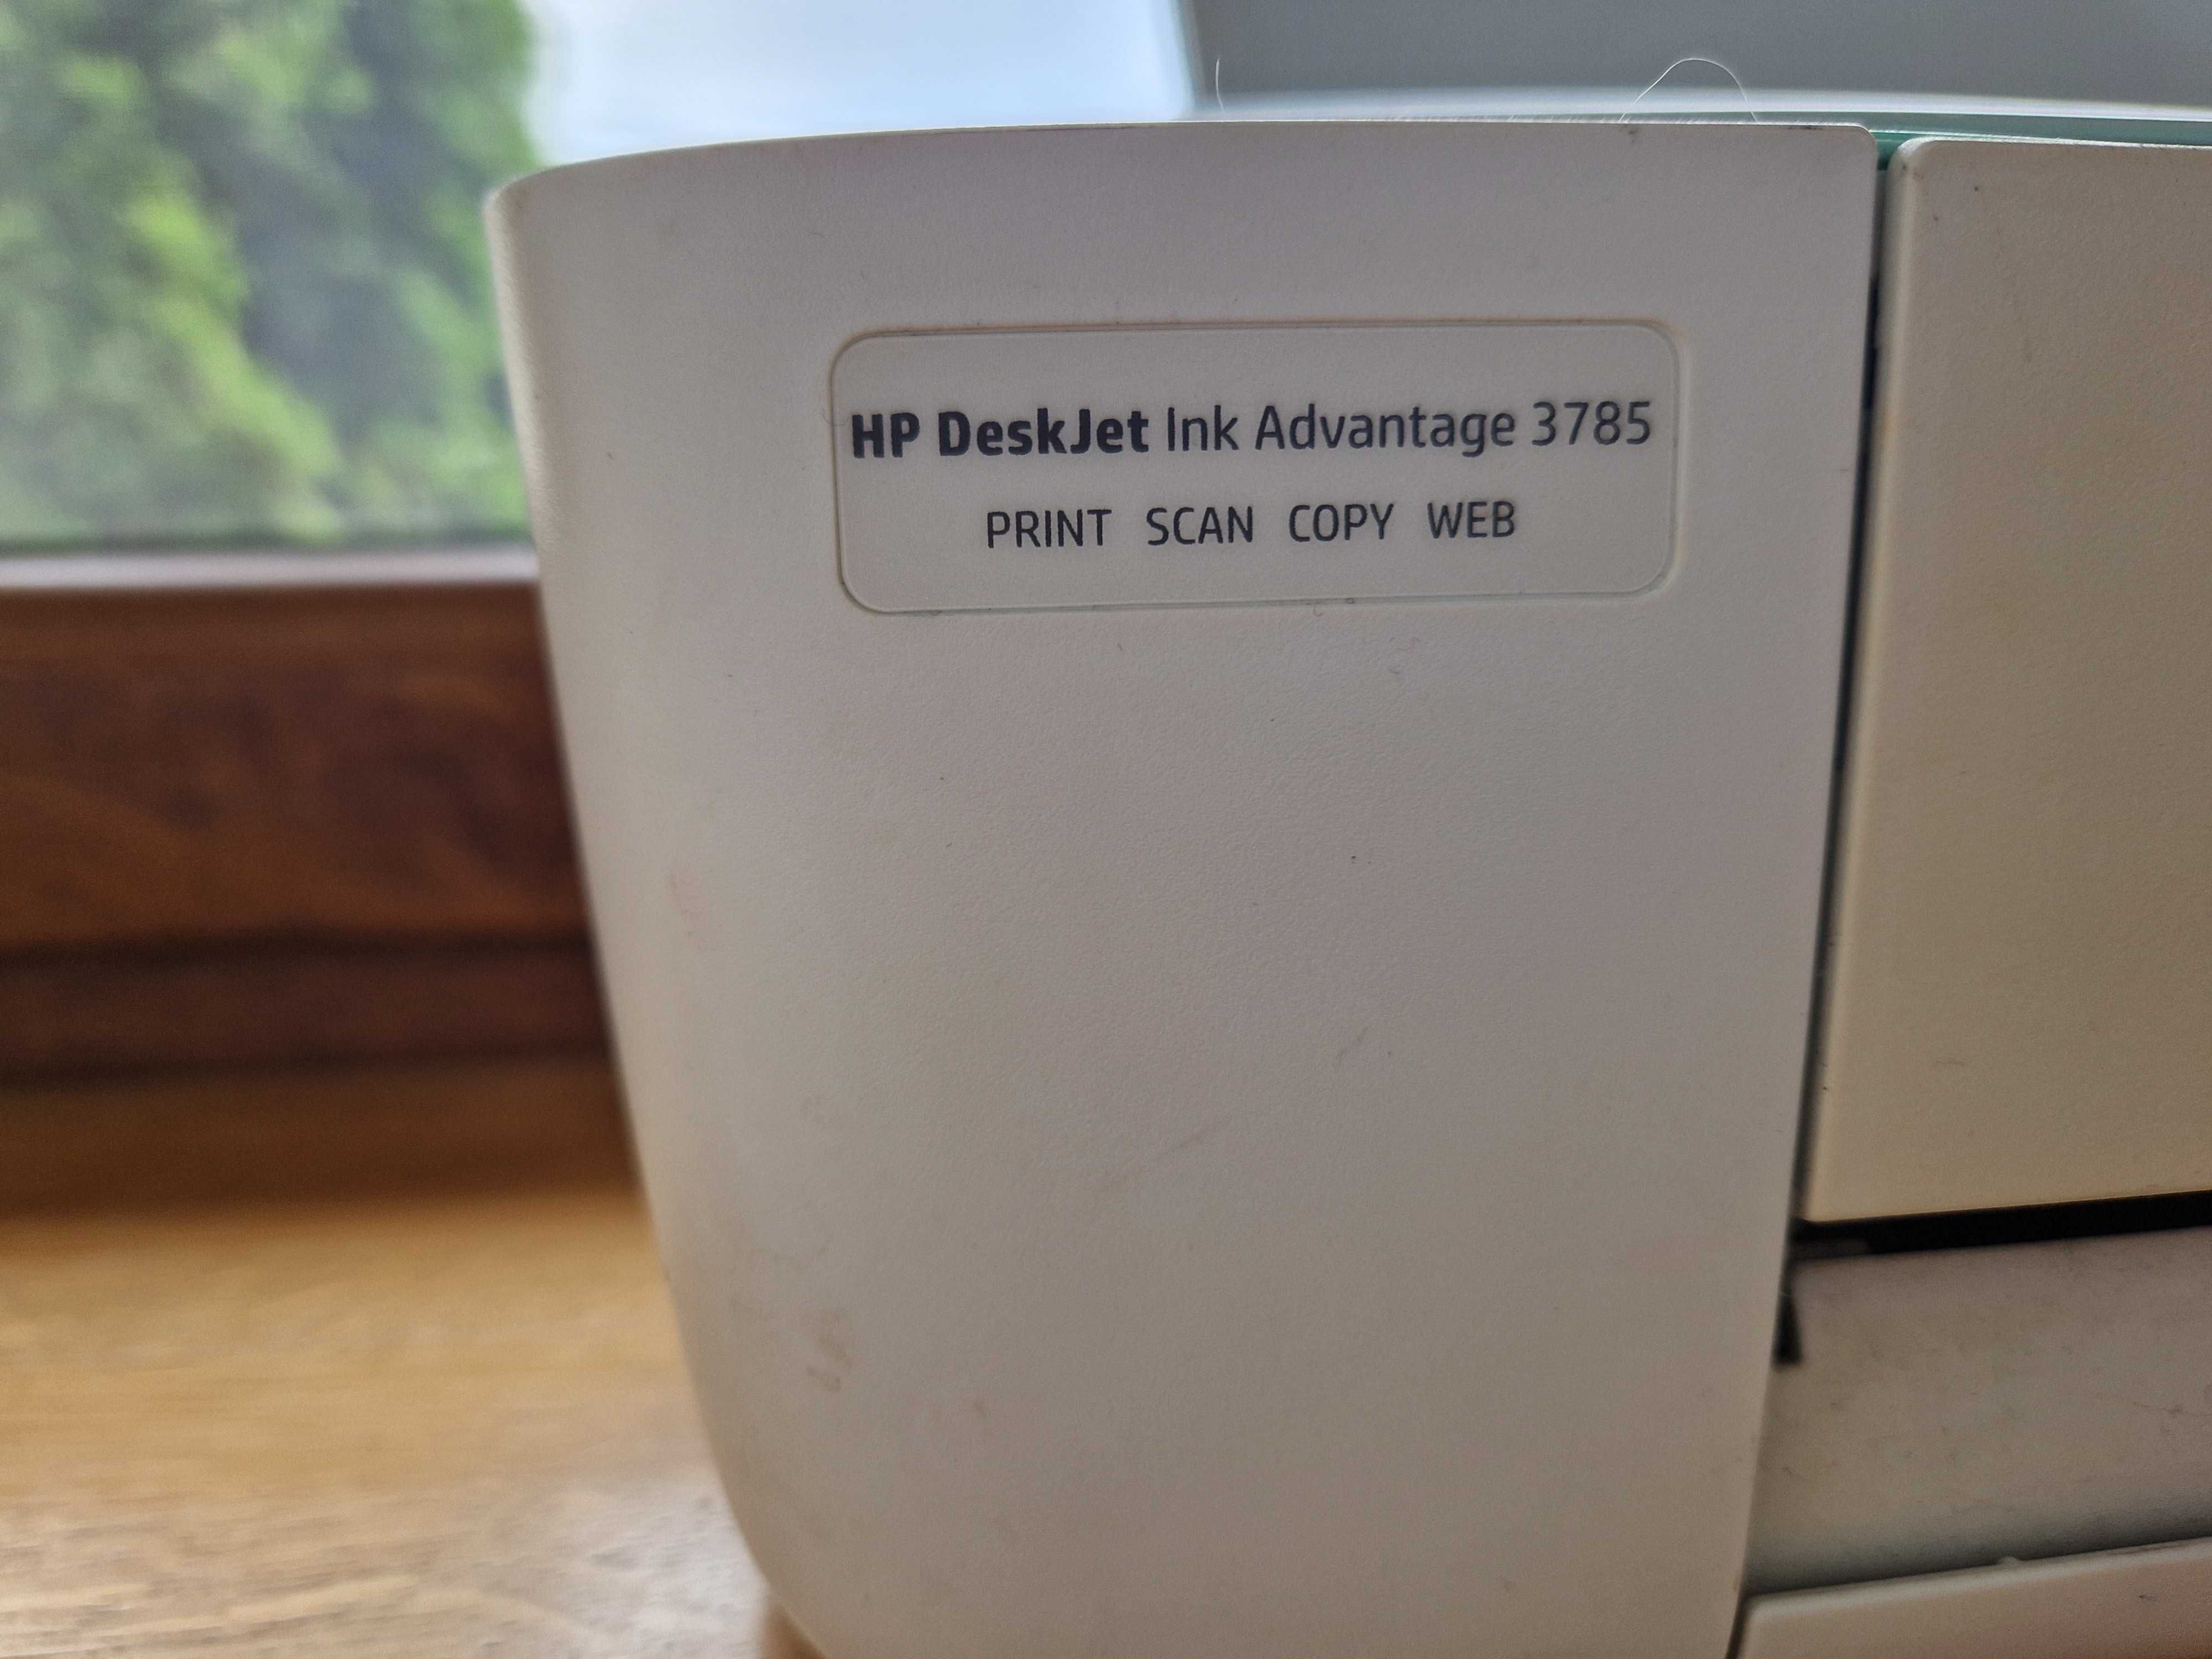 HP DeskJet Ink Advantage 3785
PRINT SCAN COPY WEB